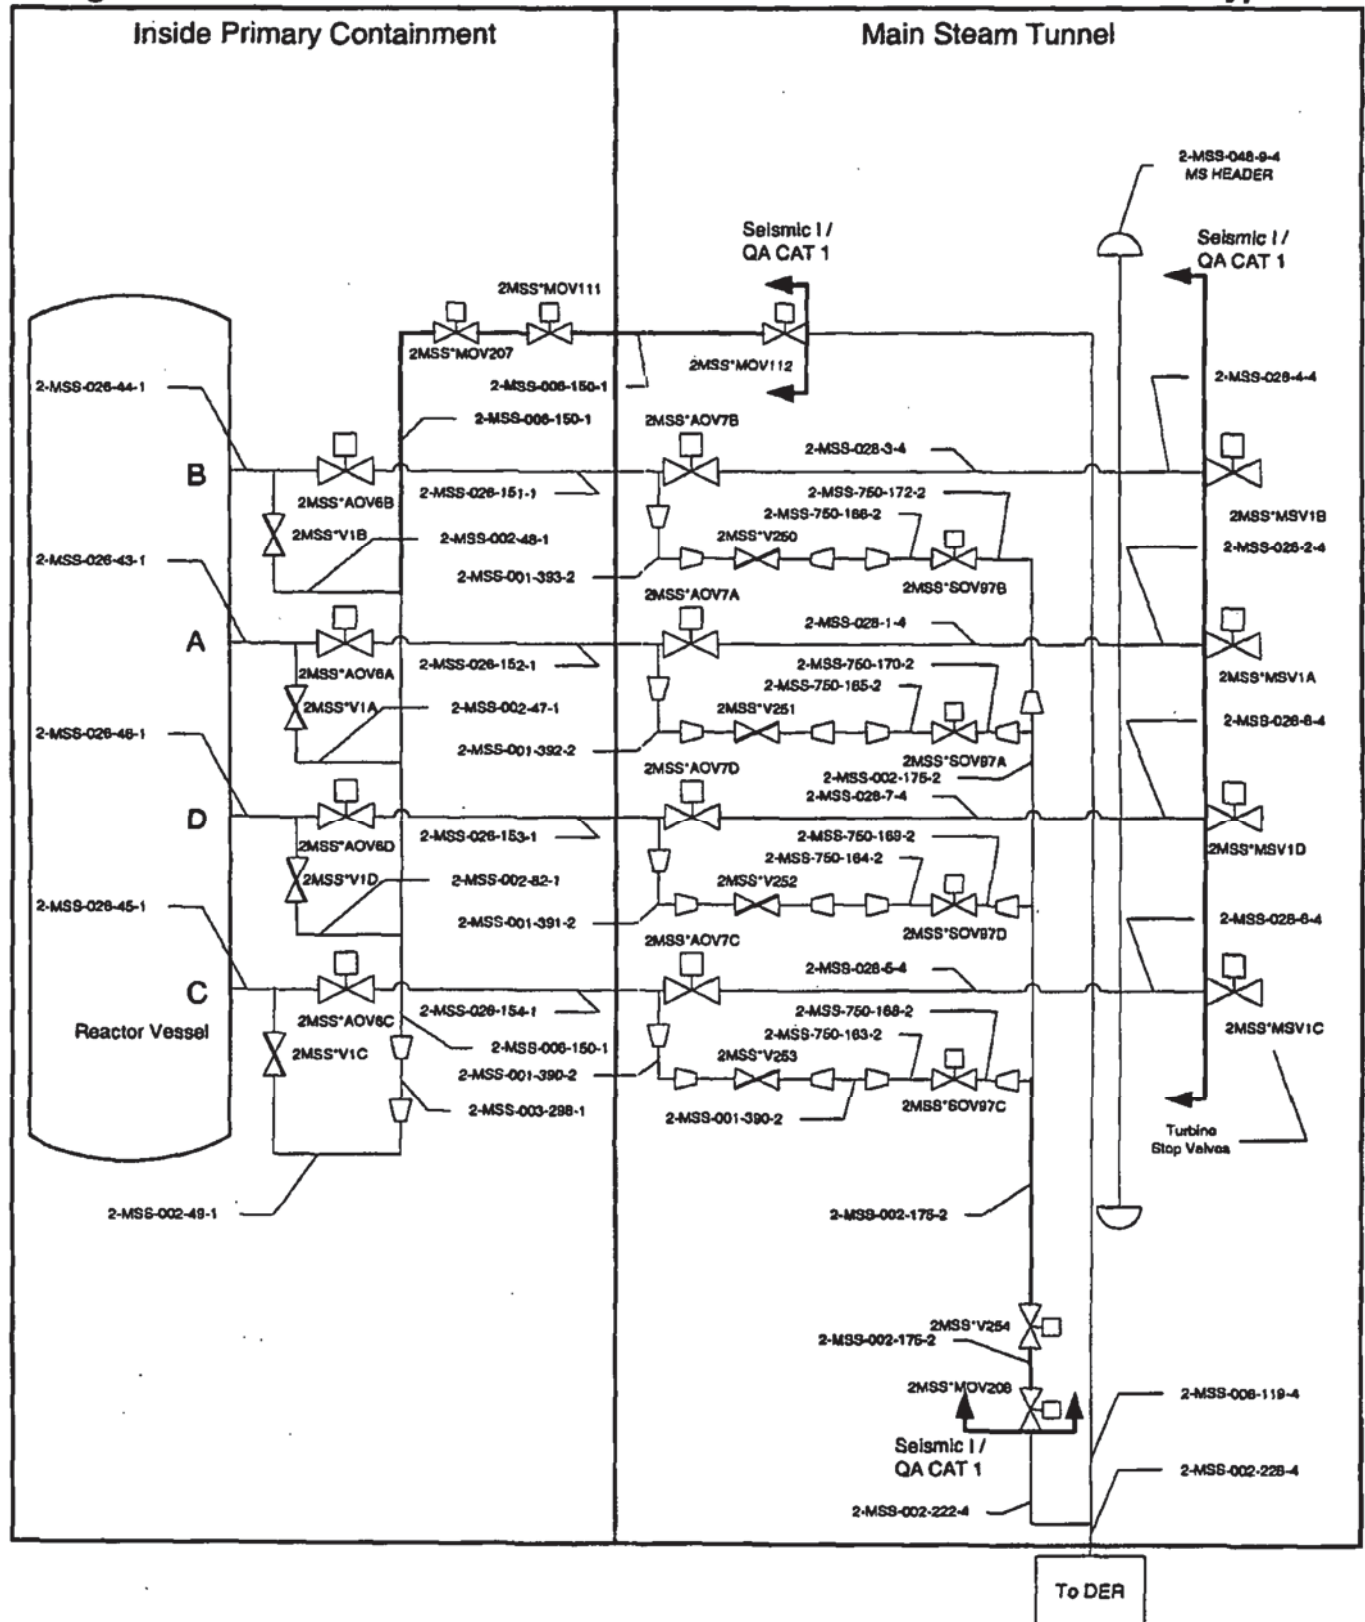 Inside Primary Containment
Main Steam Tunnel
2-MSS-048-9-4
MS HEADER
Seismic I /
QA CAT 1
Seismic I /
QA CAT 1
2MSS*MOV111
2MSS*MOV207
2MSS*MOV112
2-MSS-006-150-1
2-MSS-026-44-1
2-MSS-028-4-4
2-MSS-006-150-1
2MSS*AOV7B
B
2-MSS-028-3-4
2MSS*AOV6B
2-MSS-026-151-1
2-MSS-750-172-2
2-MSS-750-166-2
2MSS*MSV1B
2MSS*V1B
2-MSS-002-48-1
2MSS*V250
2-MSS-028-2-4
2-MSS-026-43-1
2-MSS-001-393-2
2MSS*SOV97B
2MSS*AOV7A
A
2-MSS-028-1-4
2MSS*AOV6A
2-MSS-026-152-1
2-MSS-750-170-2
2-MSS-750-165-2
2MSS*MSV1A
2MSS*V1A
2-MSS-002-47-1
2MSS*V251
2-MSS-026-46-1
2-MSS-001-392-2
2MSS*SOV97A
2MSS*AOV7D
2-MSS-002-175-2
2-MSS-028-7-4
D
2MSS*AOV6D
2-MSS-026-153-1
2-MSS-750-169-2
2-MSS-750-164-2
2MSS*MSV1D
2MSS*V1D
2-MSS-002-82-1
2MSS*V252
2-MSS-026-45-1
2-MSS-001-391-2
2MSS*SOV97D
2MSS*AOV7C
C
2-MSS-028-5-4
Reactor Vessel
2MSS*AOV6C
2-MSS-026-154-1
2-MSS-750-168-2
2-MSS-750-163-2
2MSS*MSV1C
2MSS*V1C
2-MSS-006-150-1
2MSS*V253
2-MSS-001-390-2
2MSS*SOV97C
2-MSS-003-298-1
2-MSS-001-390-2
Turbine
Stop Valves
2-MSS-002-49-1
2-MSS-002-175-2
2MSS*V254
2-MSS-002-175-2
2MSS*MOV208
2-MSS-006-119-4
Seismic I /
QA CAT 1
2-MSS-002-222-4
To DER